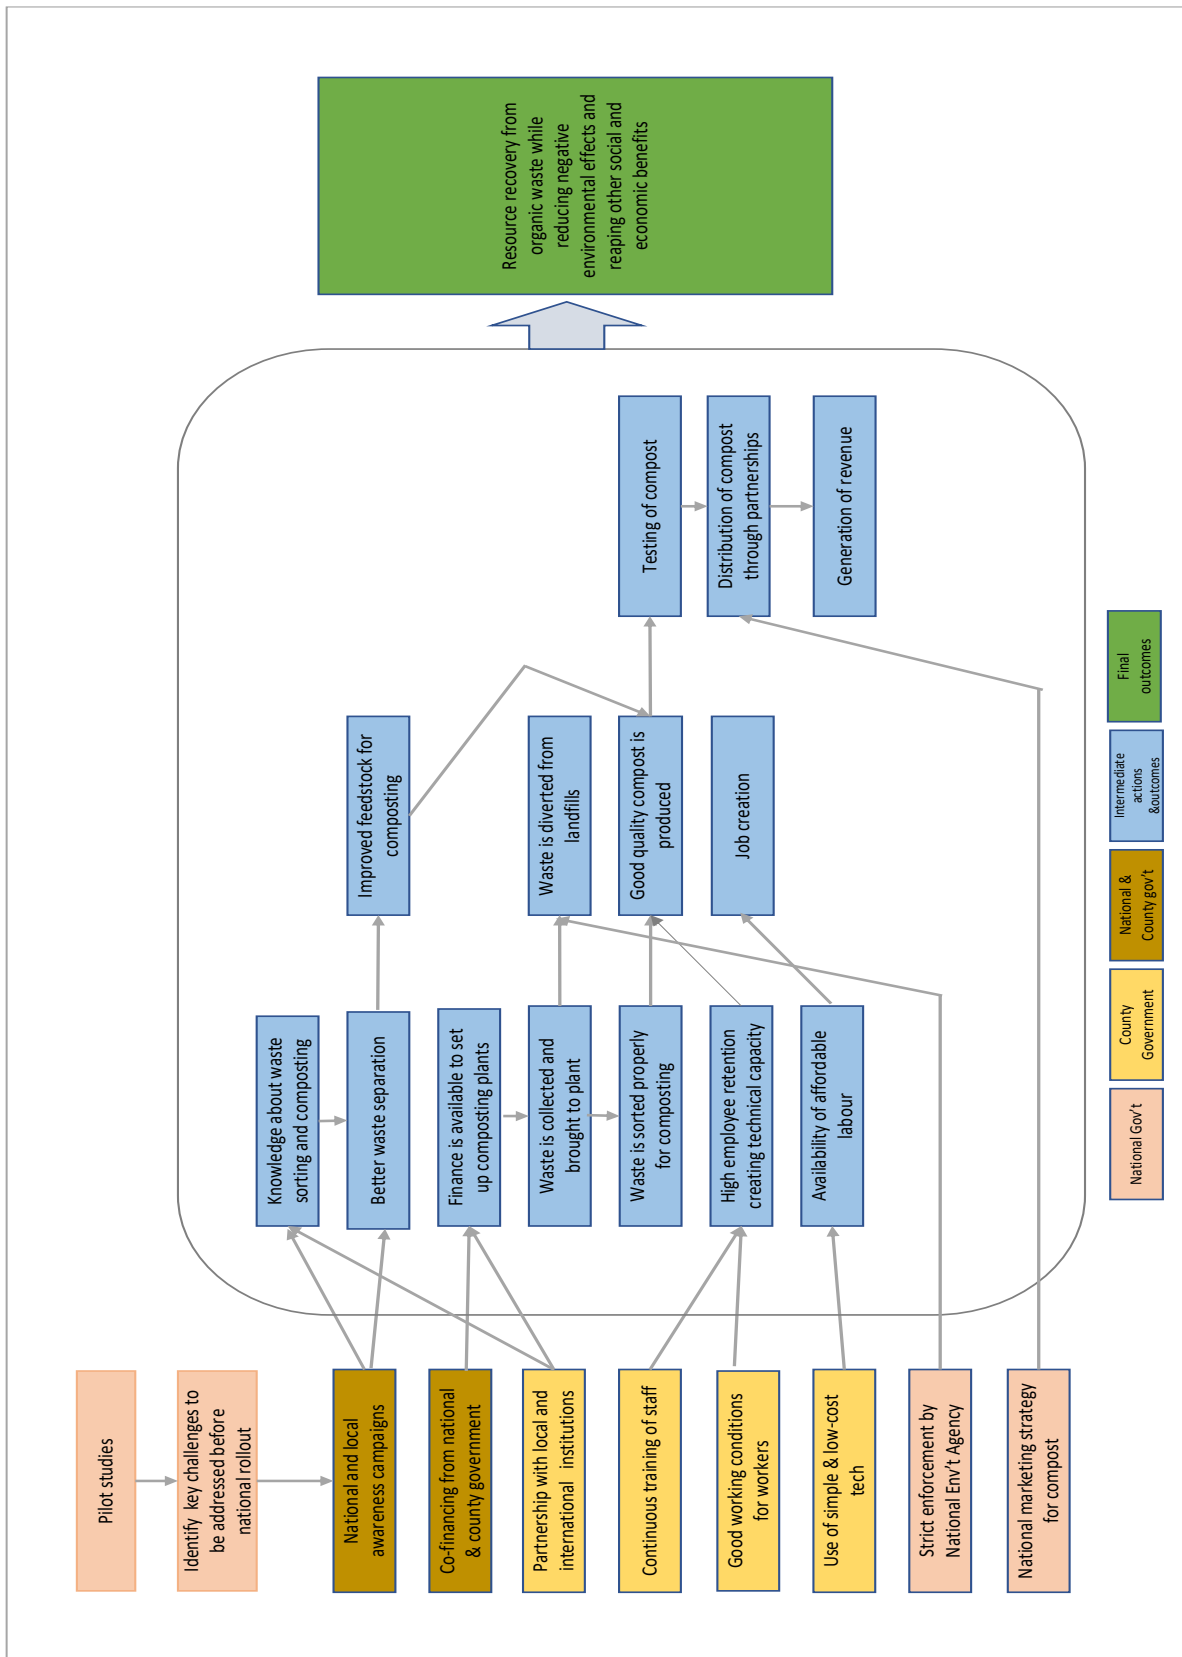 Pilot studies
Identify key challenges to
be addressed before
national rollout
National and local
awareness campaigns
Co-financing from national
& county government
Partnership with local and
international institutions
Continuous training of staff
Good working conditions
for workers
Use of simple & low-cost
tech
Strict enforcement by
National Env’t Agency
National marketing strategy
for compost
Knowledge about waste
sorting and composting
Better waste separation
Finance is available to set
up composting plants
Waste is collected and
brought to plant
Waste is sorted properly
for composting
High employee retention
creating technical capacity
Availability of affordable
labour
Improved feedstock for
composting
Waste is diverted from
landfills
Good quality compost is
produced
Job creation
Testing of compost
Distribution of compost
through partnerships
Generation of revenue
Resource recovery from
organic waste while
reducing negative
environmental effects and
reaping other social and
economic benefits
National Gov’t
County
Government
National &
County gov’t
Intermediate
actions
&outcomes
Final
outcomes